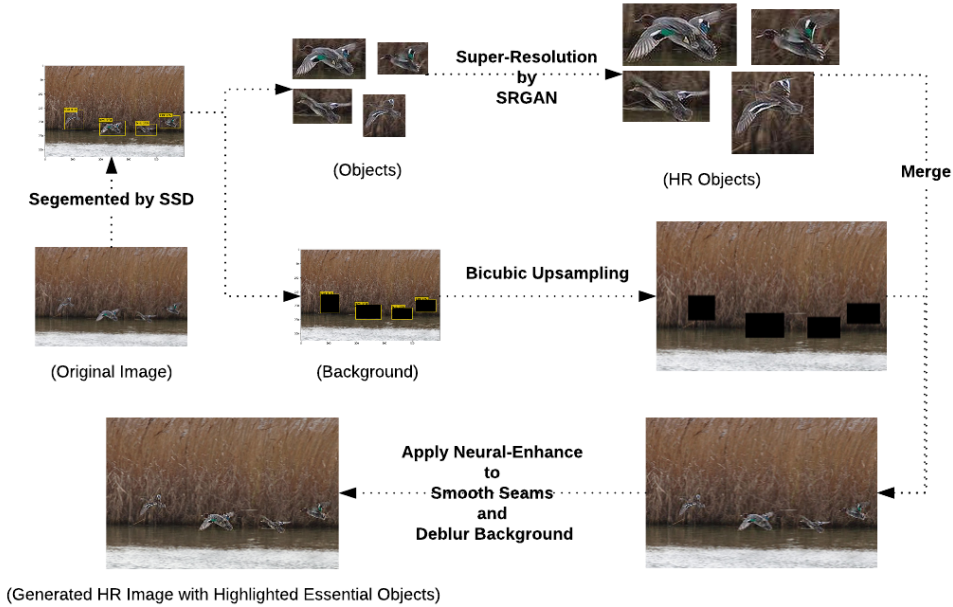 Super-Resolution
by
SRGAN
(Objects)
(HR Objects)
Merge
Segemented by SSD
Bicubic Upsampling
(Original Image)
(Background)
Apply Neural-Enhance
to
Smooth Seams
and
Deblur Background
(Generated HR Image with Highlighted Essential Objects)